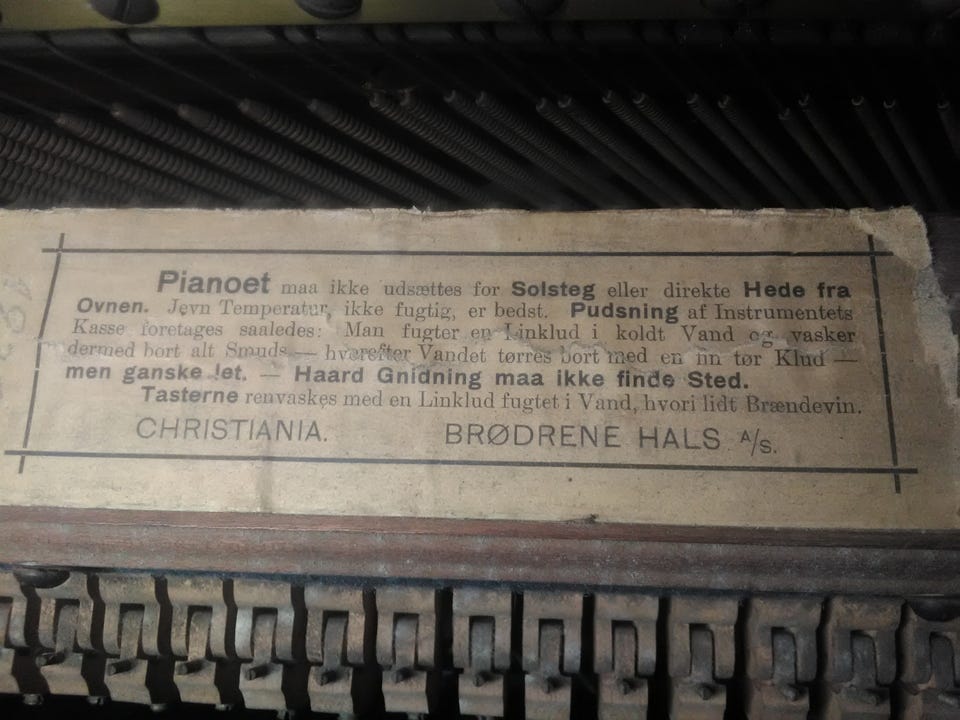 Pianoet maa ikke udsættes for Solsteg eller direkte Hede fra
Ovnen. Jevn Temperatur, ikke fugtig, er bedst. Pudsning af Instrumentets
Kasse foretages saaledes: Man fugter en Linklud i koldt Vand og vasker
dermed bort alt Smuds — hvorefter Vandet tørres bort med en fin tør Klud —
men ganske let. — Haard Gnidning maa ikke finde Sted.
Tasterne renvaskes med en Linklud fugtet i Vand, hvori lidt Brændevin.
CHRISTIANIA. BRØDRENE HALS A/S.